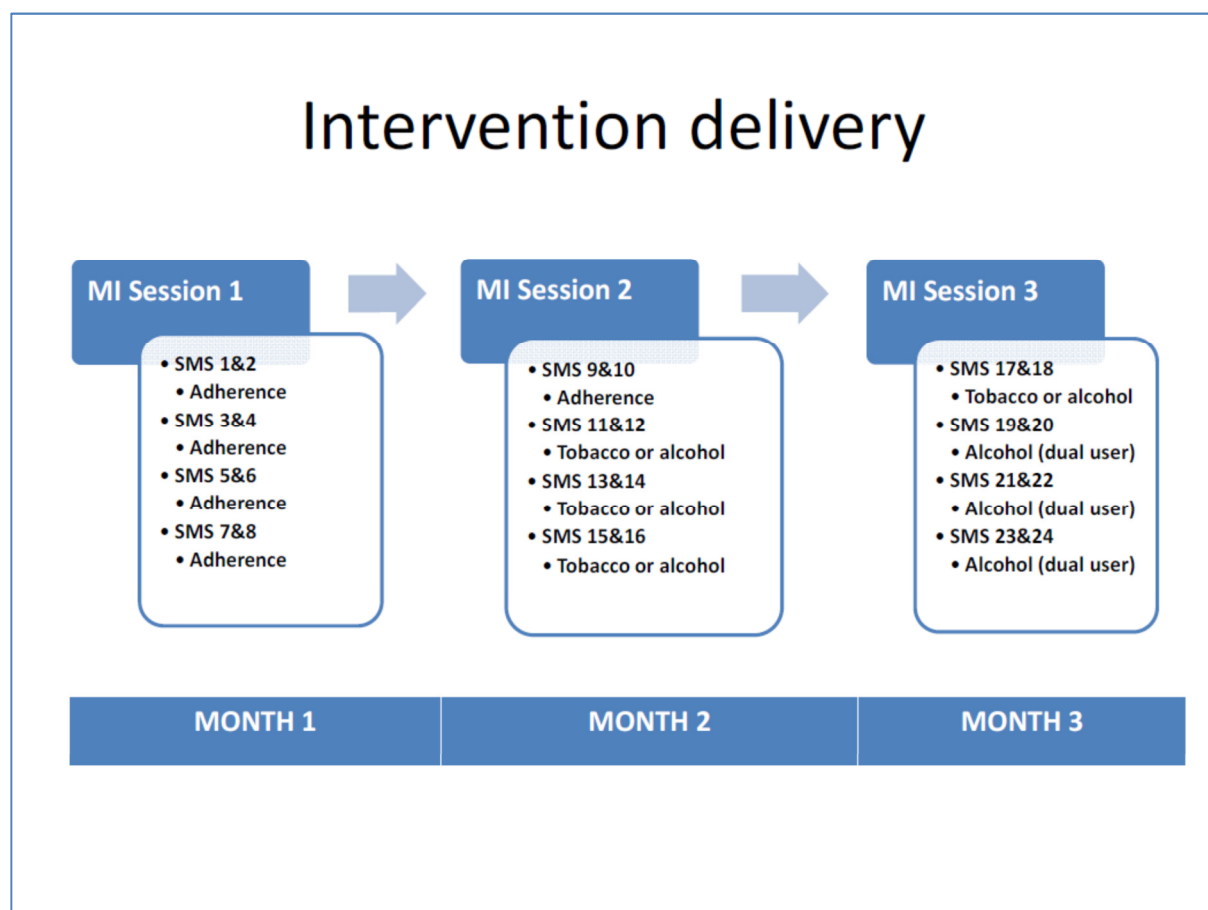 Intervention delivery
MI Session 1
• SMS 1&2
• Adherence
• SMS 3&4
• Adherence
• SMS 5&6
• Adherence
• SMS 7&8
• Adherence
MI Session 2
• SMS 9&10
• Adherence
• SMS 11&12
• Tobacco or alcohol
• SMS 13&14
• Tobacco or alcohol
• SMS 15&16
• Tobacco or alcohol
MI Session 3
• SMS 17&18
• Tobacco or alcohol
• SMS 19&20
• Alcohol (dual user)
• SMS 21&22
• Alcohol (dual user)
• SMS 23&24
• Alcohol (dual user)
MONTH 1
MONTH 2
MONTH 3